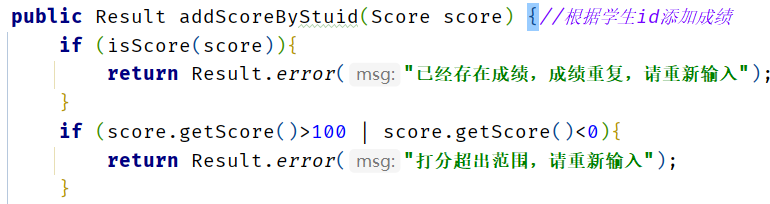 public Result addScoreByStuid(Score score) {//根据学生id添加成绩
if (isScore(score)){
return Result.error( msg: "已经存在成绩，成绩重复，请重新输入");
}
if (score.getScore()>100 | score.getScore()<0){
return Result.error( msg: "打分超出范围，请重新输入");
}